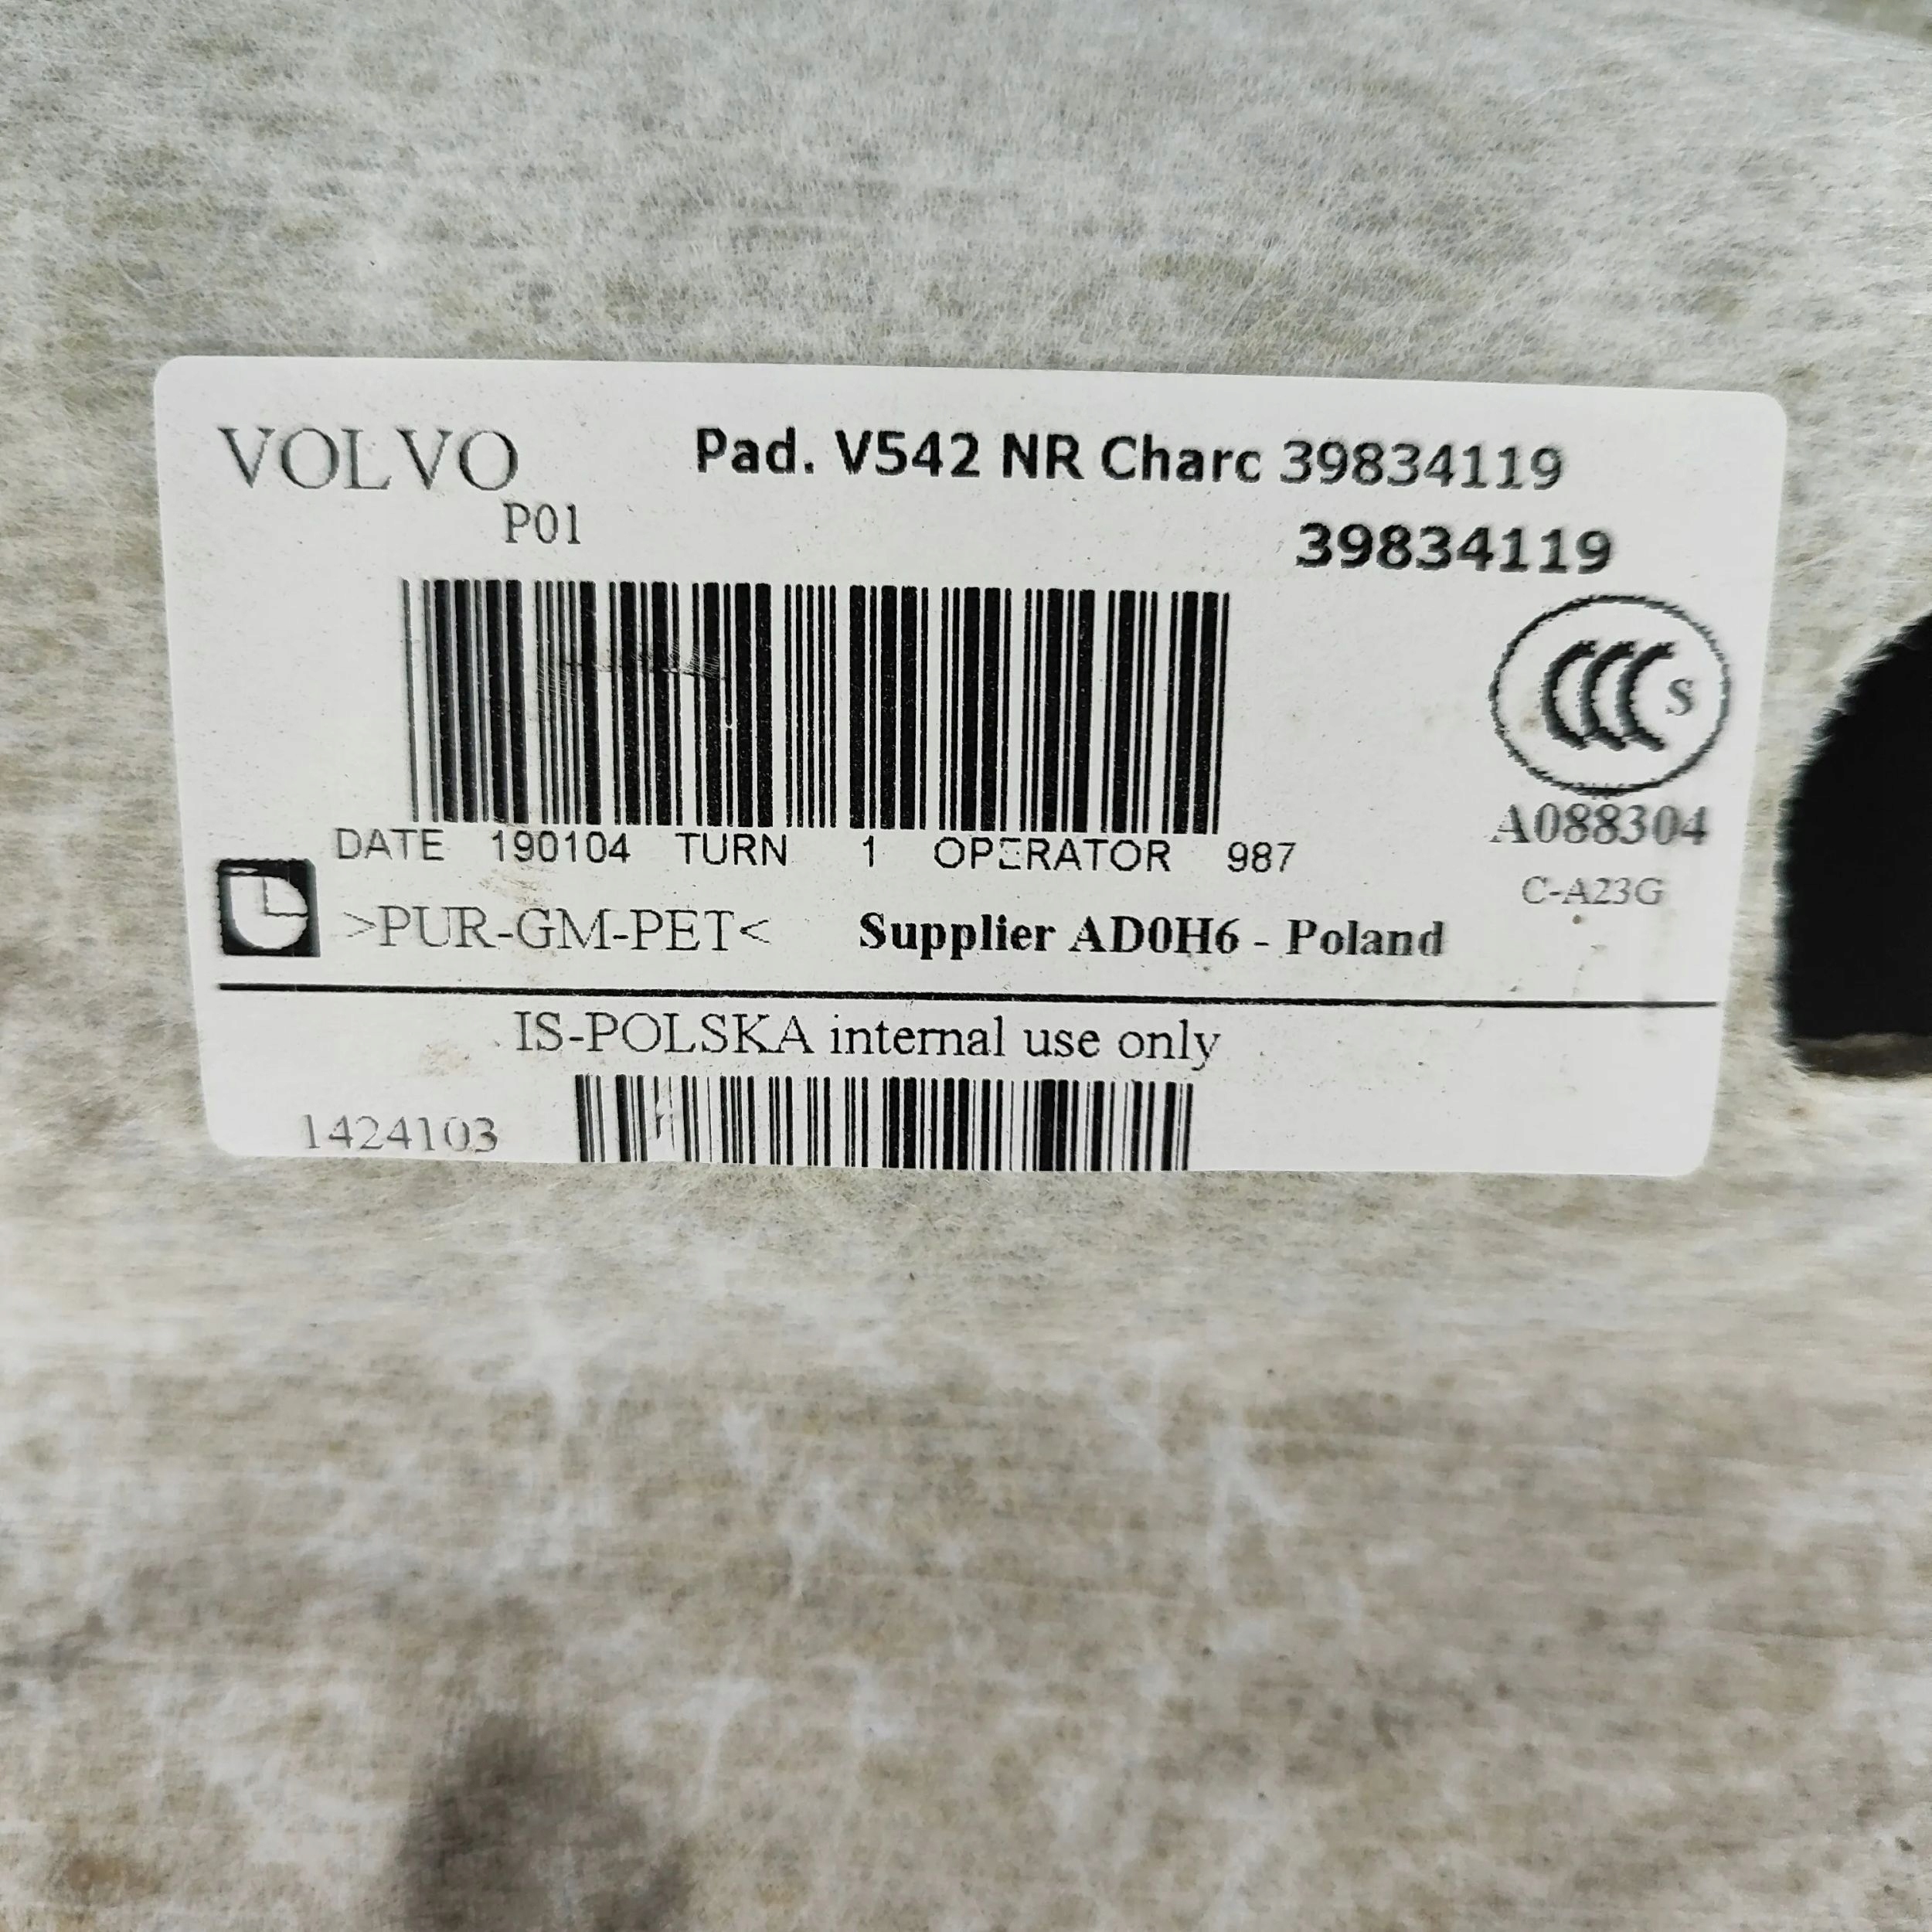 VOLVO
P01
Pad. V542 NR Charc 39834119
39834119
CCC S
A088304
C-A23G
DATE 190104 TURN 1 OPERATOR 987
>PUR-GM-PET< Supplier AD0H6 - Poland
IS-POLSKA internal use only
1424103